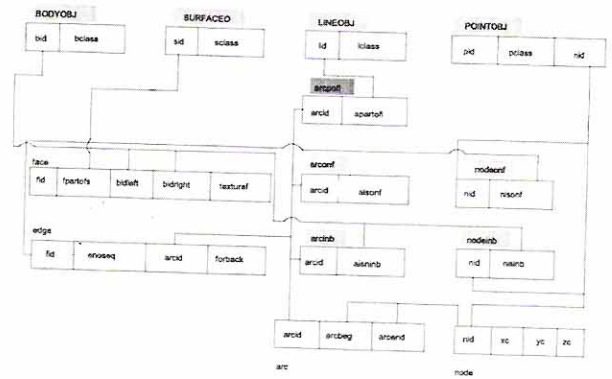 BODYOBJ SURFACEO LINEOBJ POINTOBJ
bid bclass sid sclass lid lclass pid pclass nid
arcpofl
arcid apartofl
face arconf nodeonf
fid fpartofs bidleft bidright texturef arcid aisonf nid nisonf
edge arcinb nodeinb
fid enoseq arcid forback arcid aisninb nid nisinb
arcid arcbeg arcend nid xc yc zc
arc node